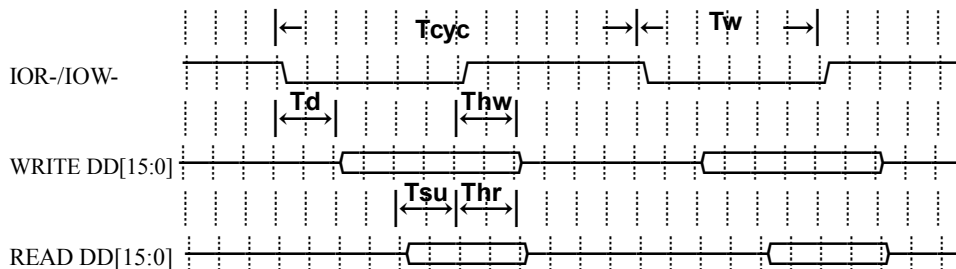 Tcyc Tw
IOR-/IOW-
Td Thw
WRITE DD[15:0]
Tsu Thr
READ DD[15:0]